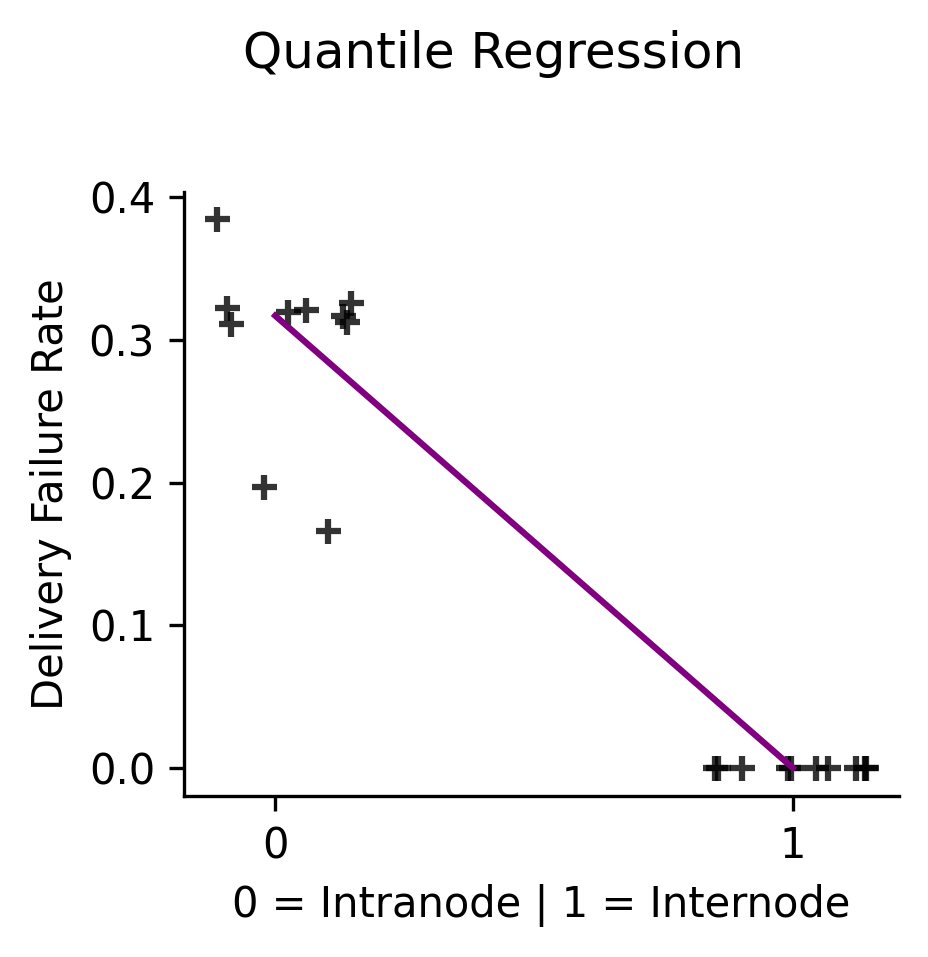 Quantile Regression
0.4
0.3
0.2
0.1
0.0
Delivery Failure Rate
0
1
0 = Intranode | 1 = Internode